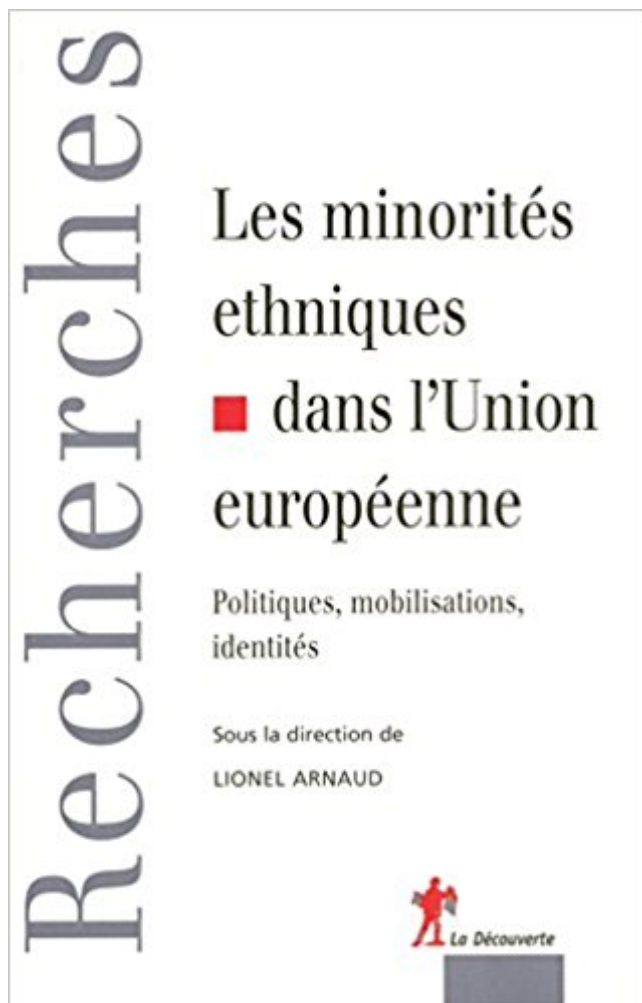 Recherches
Les minorités
ethniques
dans l'Union
européenne
Politiques, mobilisations,
identités
Sous la direction de
LIONEL ARNAUD
La Découverte